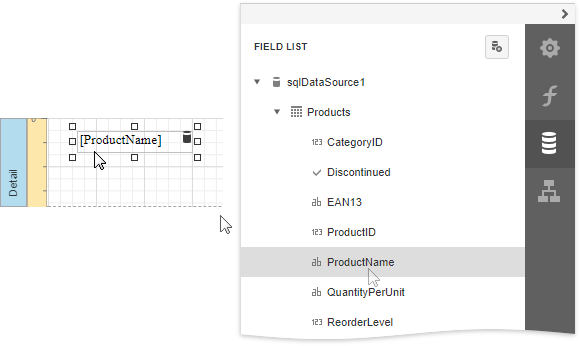 FIELD LIST
sqlDataSource1
Products
123 CategoryID
Discontinued
ab EAN13
123 ProductID
ab ProductName
ab QuantityPerUnit
123 ReorderLevel
Detail
[ProductName]